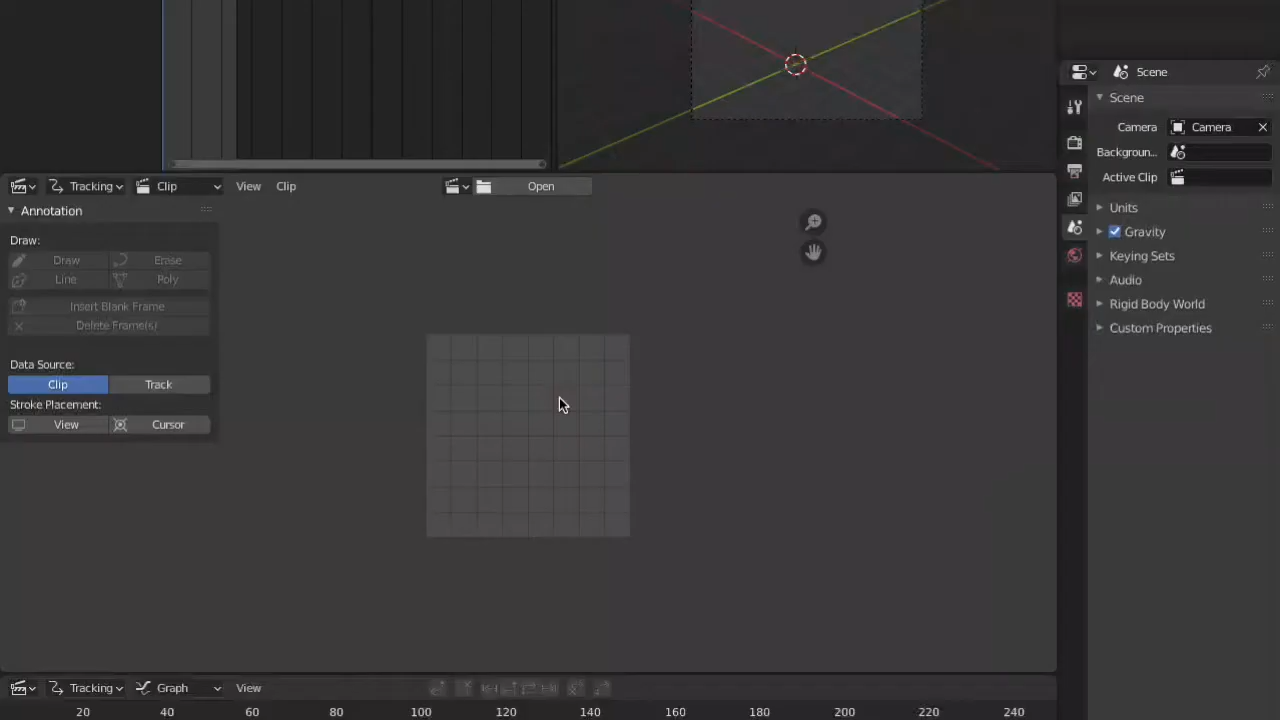 Scene
Scene
Camera Camera
Backgroun...
Active Clip
Tracking Clip View Clip Open
Annotation
Draw:
Draw Erase
Line Poly
Insert Blank Frame
Delete Frame(s)
Data Source:
Clip Track
Stroke Placement:
View Cursor
Units
Gravity
Keying Sets
Audio
Rigid Body World
Custom Properties
Tracking Graph View
20 40 60 80 100 120 140 160 180 200 220 240